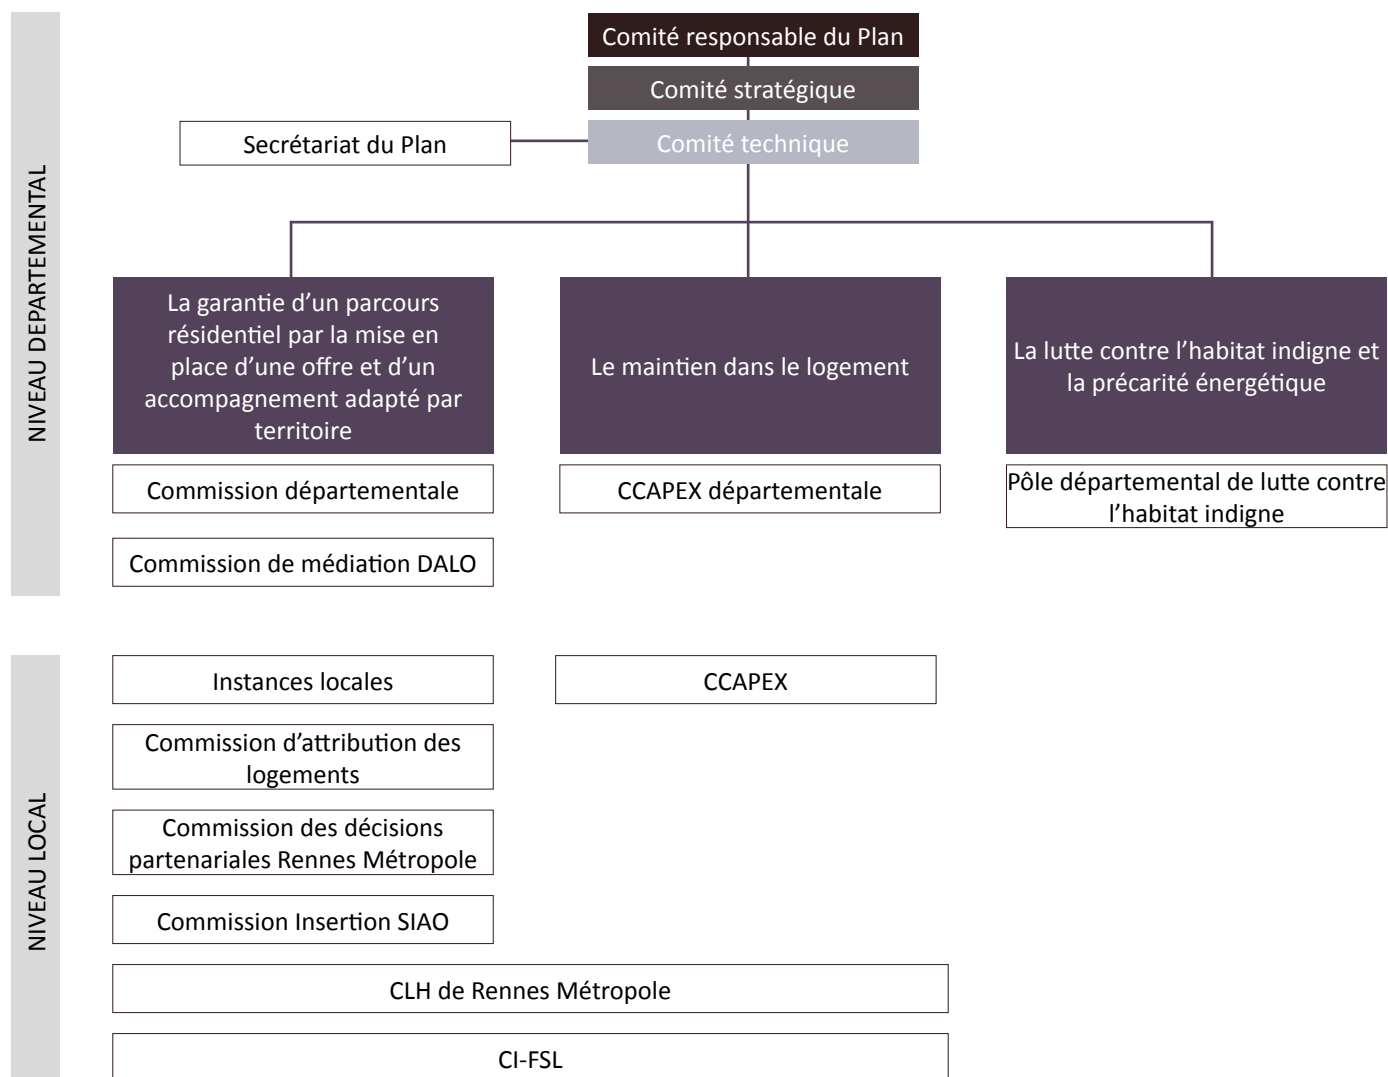 Comité responsable du Plan
Comité stratégique
Secrétariat du Plan
Comité technique
NIVEAU DEPARTEMENTAL
La garantie d’un parcours
résidentiel par la mise en
place d’une offre et d’un
accompagnement adapté par
territoire
Le maintien dans le logement
La lutte contre l’habitat indigne et
la précarité énergétique
Commission départementale
CCAPEX départementale
Pôle départemental de lutte contre
l’habitat indigne
Commission de médiation DALO
NIVEAU LOCAL
Instances locales
CCAPEX
Commission d’attribution des
logements
Commission des décisions
partenariales Rennes Métropole
Commission Insertion SIAO
CLH de Rennes Métropole
CI-FSL